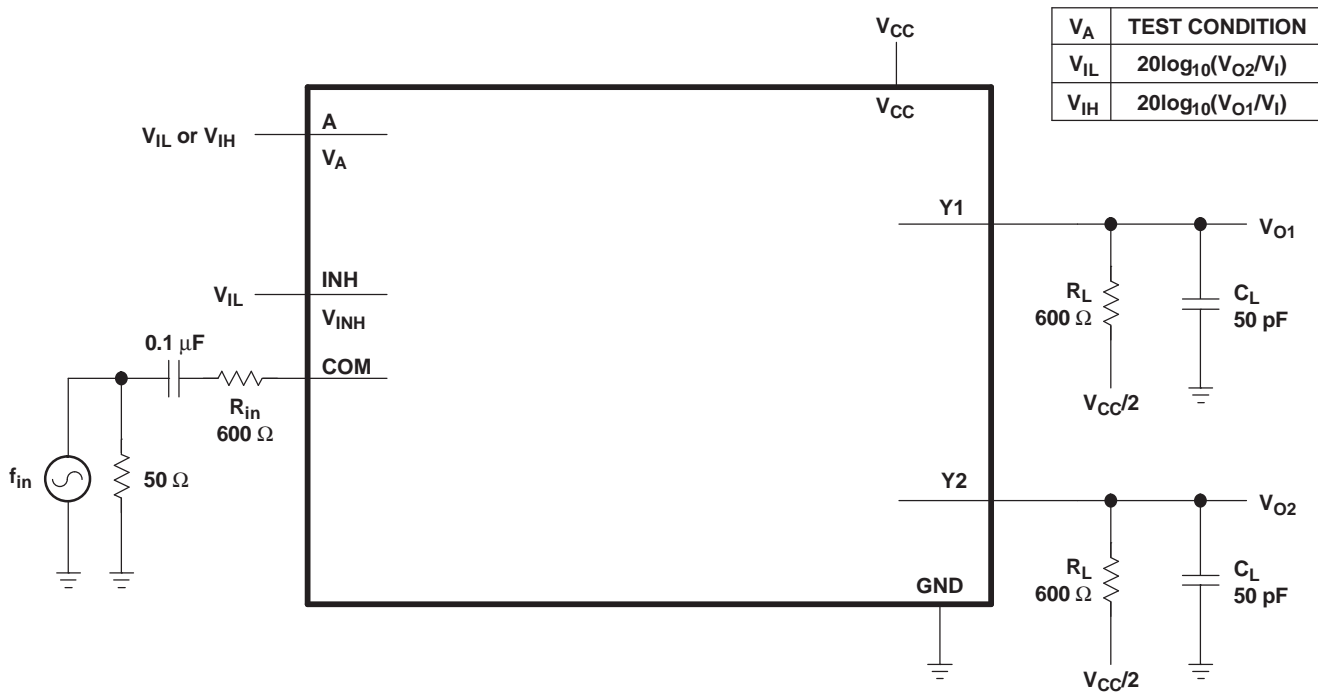 V_CC
V_A TEST CONDITION
V_IL 20log_10(V_O2/V_I)
V_IH 20log_10(V_O1/V_I)
V_CC
V_IL or V_IH
A
V_A
Y1
V_O1
R_L
600 Ω
C_L
50 pF
V_CC/2
V_IL
INH
V_INH
0.1 μF
COM
R_in
600 Ω
f_in
50 Ω
Y2
V_O2
R_L
600 Ω
C_L
50 pF
GND
V_CC/2